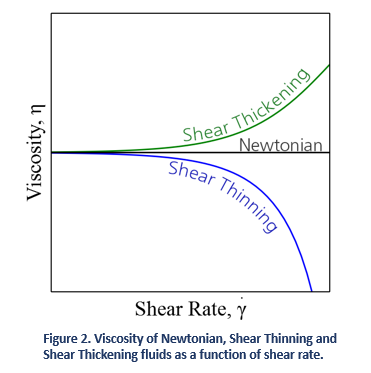 Shear Thickening
Newtonian
Shear Thinning
Viscosity, η
Shear Rate, γ̇
Figure 2. Viscosity of Newtonian, Shear Thinning and
Shear Thickening fluids as a function of shear rate.